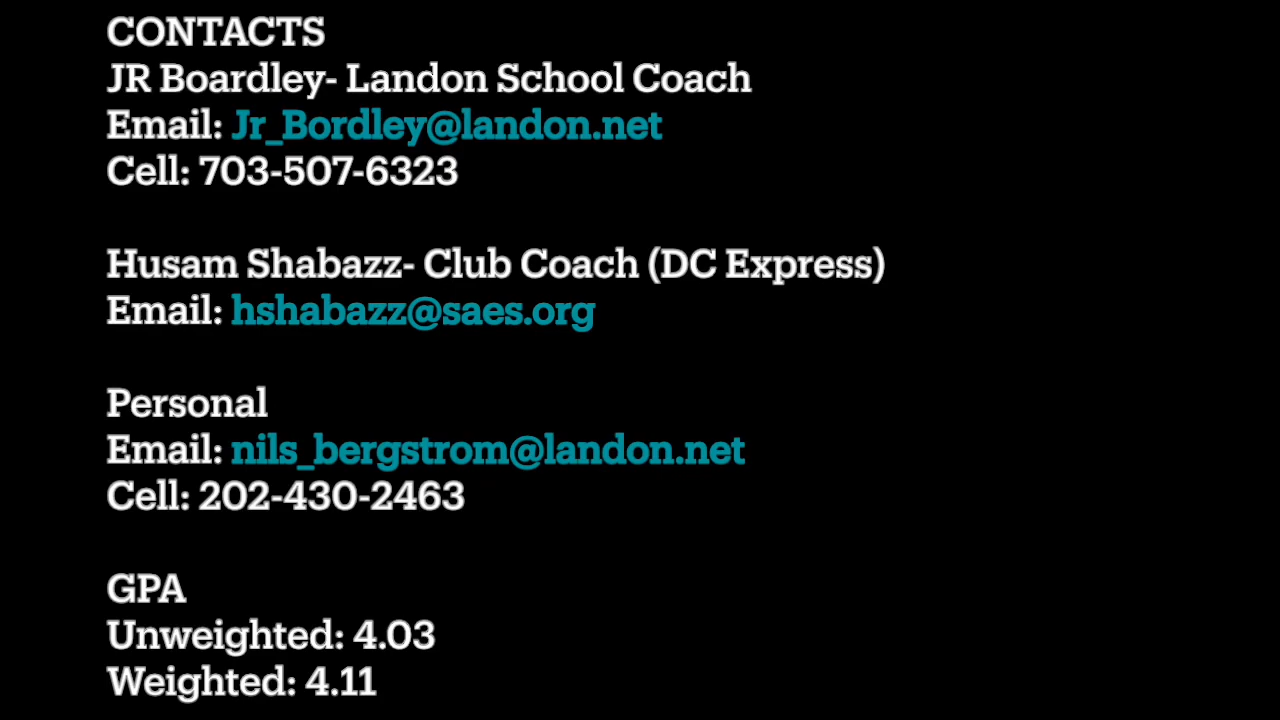 CONTACTS
JR Boardley- Landon School Coach
Email: Jr_Bordley@landon.net
Cell: 703-507-6323
Husam Shabazz- Club Coach (DC Express)
Email: hshabazz@saes.org
Personal
Email: nils_bergstrom@landon.net
Cell: 202-430-2463
GPA
Unweighted: 4.03
Weighted: 4.11